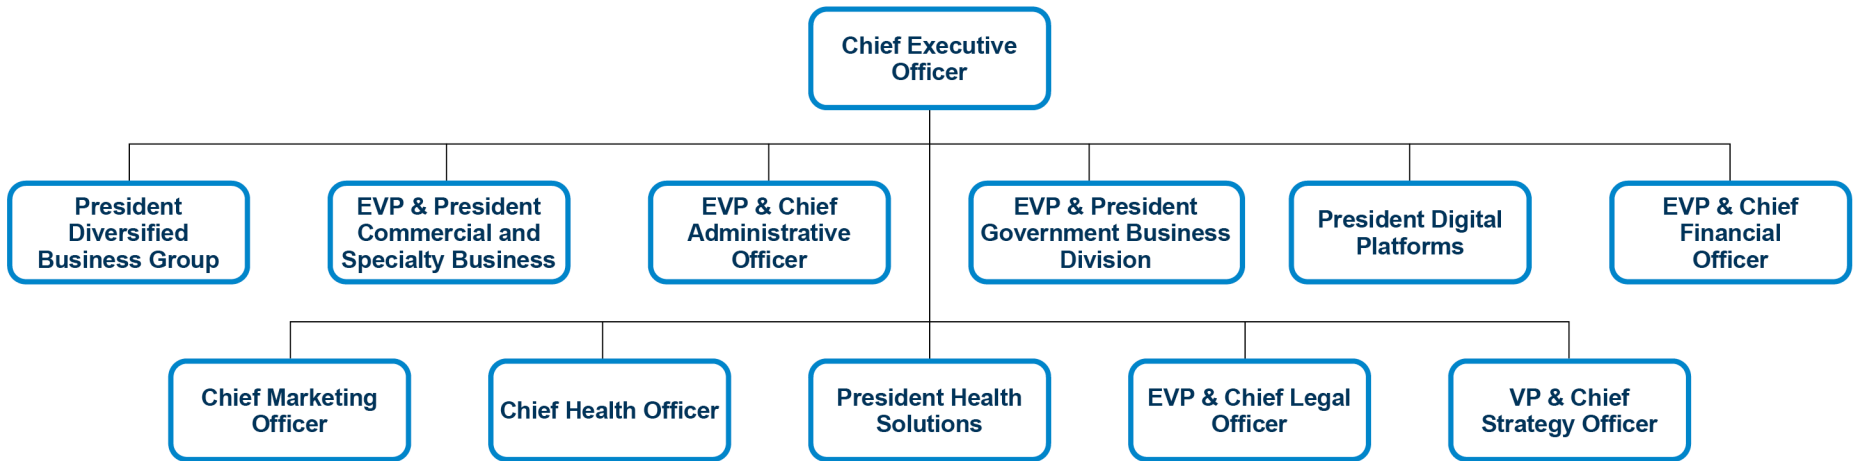 Chief Executive
Officer
President
Diversified
Business Group
EVP & President
Commercial and
Specialty Business
EVP & Chief
Administrative
Officer
EVP & President
Government Business
Division
President Digital
Platforms
EVP & Chief
Financial
Officer
Chief Marketing
Officer
Chief Health Officer
President Health
Solutions
EVP & Chief Legal
Officer
VP & Chief
Strategy Officer